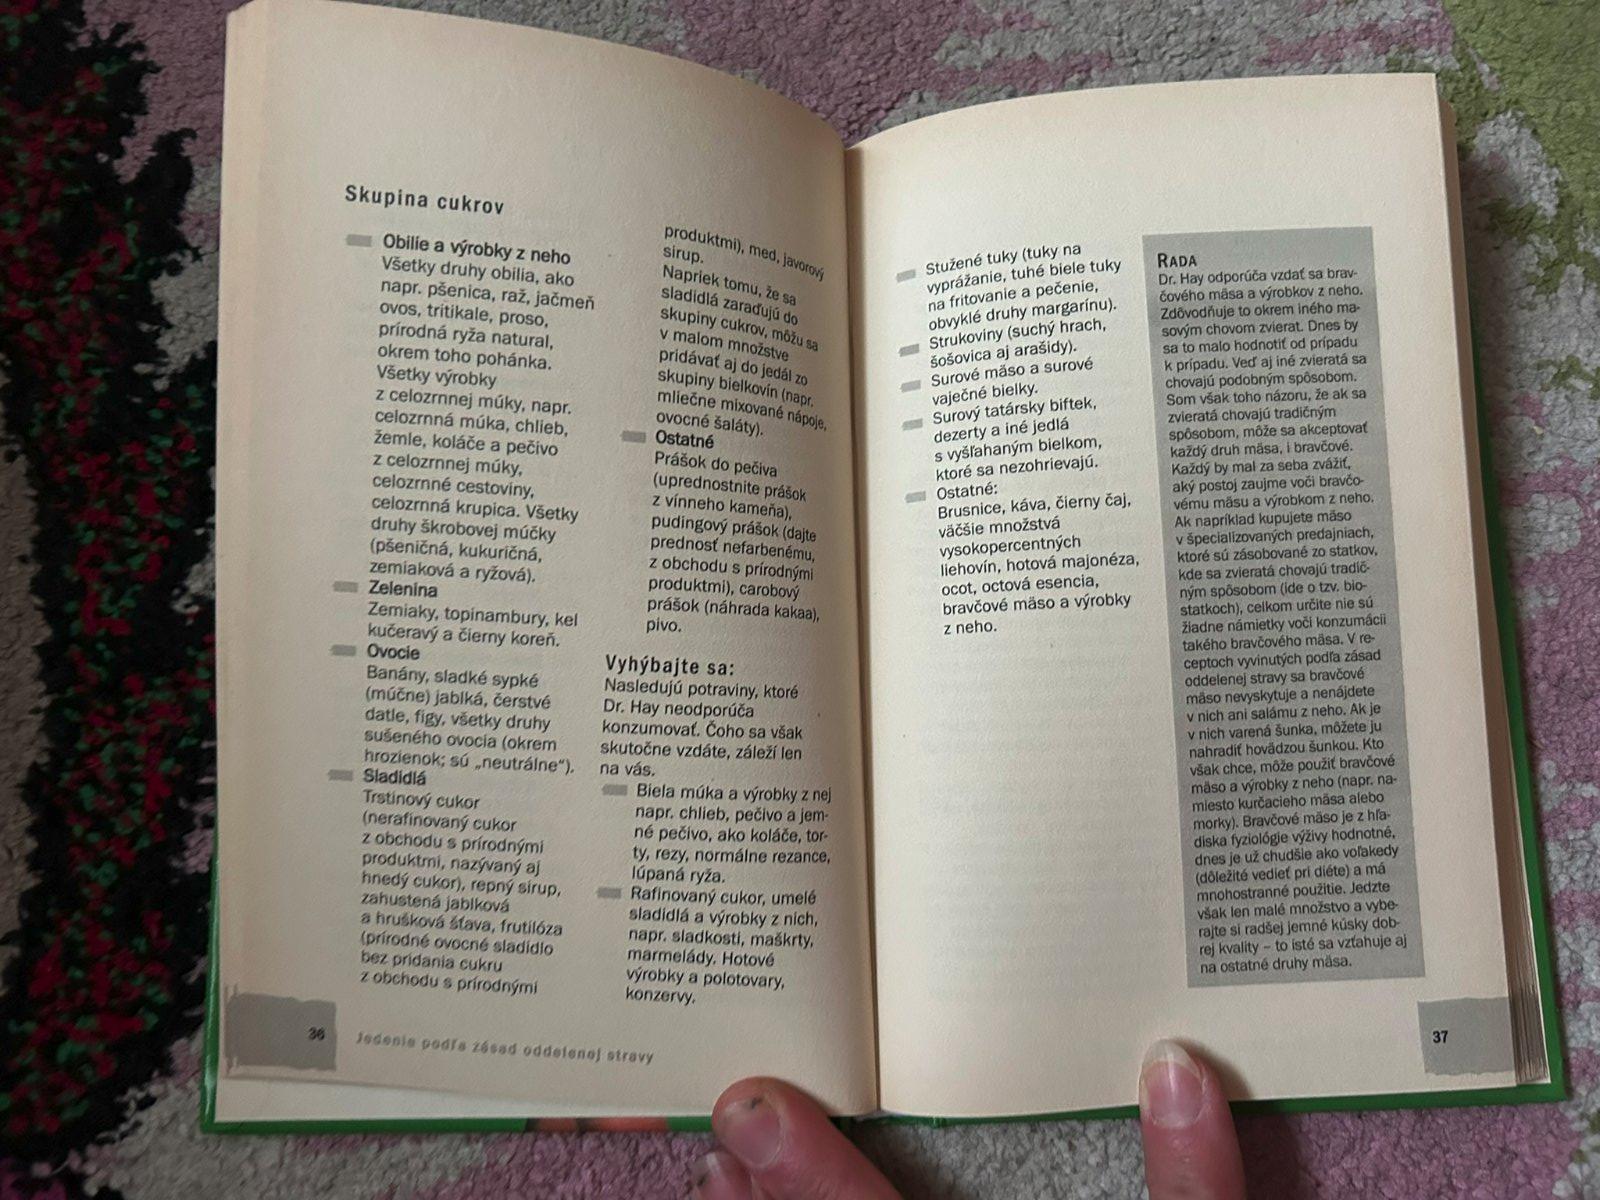 Skupina cukrov
Obilie a výrobky z neho
Všetky druhy obilia, ako
napr. pšenica, raž, jačmeň
ovos, tritikale, proso,
prírodná ryža natural,
okrem toho pohánka.
Všetky výrobky
z celozrnnej múky, napr.
celozrnná múka, chlieb,
žemle, koláče a pečivo
z celozrnnej múky,
celozrnné cestoviny,
celozrnná krupica. Všetky
druhy škrobovej múčky
(pšeničná, kukuričná,
zemiaková a ryžová).
Zelenina
Zemiaky, topinambury, kel
kučeravý a čierny koreň.
Ovocie
Banány, sladké sypké
(múčne) jablká, čerstvé
datle, figy, všetky druhy
sušeného ovocia (okrem
hrozienok; sú „neutrálne“).
Sladidlá
Trstinový cukor
(nerafinovaný cukor
z obchodu s prírodnými
produktmi, nazývaný aj
hnedý cukor), repný sirup,
zahustená jablková
a hrušková šťava, frutilóza
(prírodné ovocné sladidlo
bez pridania cukru
z obchodu s prírodnými
produktmi), med, javorový
sirup.
Napriek tomu, že sa
sladidlá zaraďujú do
skupiny cukrov, môžu sa
v malom množstve
pridávať aj do jedál zo
skupiny bielkovín (napr.
mliečne mixované nápoje,
ovocné šaláty).
Ostatné
Prášok do pečiva
(uprednostnite prášok
z vínneho kameňa),
pudingový prášok (dajte
prednosť nefarbenému,
z obchodu s prírodnými
produktmi), carobový
prášok (náhrada kakaa),
pivo.
Vyhýbajte sa:
Nasledujú potraviny, ktoré
Dr. Hay neodporúča
konzumovať. Čoho sa však
skutočne vzdáte, záleží len
na vás.
Biela múka a výrobky z nej
napr. chlieb, pečivo a jem-
né pečivo, ako koláče, tor-
ty, rezy, normálne rezance,
lúpaná ryža.
Rafinovaný cukor, umelé
sladidlá a výrobky z nich,
napr. sladkosti, maškrty,
marmelády. Hotové
výrobky a polotovary,
konzervy.
36
Jedenie podľa zásad oddelenej stravy
Stužené tuky (tuky na
vyprážanie, tuhé biele tuky
na fritovanie a pečenie,
obvyklé druhy margarínu).
Strukoviny (suchý hrach,
šošovica aj arašidy).
Surové mäso a surové
vaječné bielky.
Surový tatársky biftek,
dezerty a iné jedlá
s vyšľahaným bielkom,
ktoré sa nezohrievajú.
Ostatné:
Brusnice, káva, čierny čaj,
väčšie množstvá
vysokopercentných
liehovín, hotová majonéza,
ocot, octová esencia,
bravčové mäso a výrobky
z neho.
RADA
Dr. Hay odporúča vzdať sa brav-
čového mäsa a výrobkov z neho.
Zdôvodňuje to okrem iného ma-
sovým chovom zvierat. Dnes by
sa to malo hodnotiť od prípadu
k prípadu. Veď aj iné zvieratá sa
chovajú podobným spôsobom.
Som však toho názoru, že ak sa
zvieratá chovajú tradičným
spôsobom, môže sa akceptovať
každý druh mäsa, i bravčové.
Každý by mal za seba zvážiť,
aký postoj zaujme voči bravčo-
vému mäsu a výrobkom z neho.
Ak napríklad kupujete mäso
v špecializovaných predajniach,
ktoré sú zásobované zo statkov,
kde sa zvieratá chovajú tradič-
ným spôsobom (ide o tzv. bio-
statkoch), celkom určite nie sú
žiadne námietky voči konzumácii
takého bravčového mäsa. V re-
ceptoch vyvinutých podľa zásad
oddelenej stravy sa bravčové
mäso nevyskytuje a nenájdete
v nich ani salámu z neho. Ak je
v nich varená šunka, môžete ju
nahradiť hovädzou šunkou. Kto
však chce, môže použiť bravčové
mäso a výrobky z neho (napr. na-
miesto kurčacieho mäsa alebo
morky). Bravčové mäso je z hľa-
diska fyziológie výživy hodnotné,
dnes je už chudšie ako voľakedy
(dôležité vedieť pri diéte) a má
mnohostranné použitie. Jedzte
však len malé množstvo a vybe-
rajte si radšej jemné kúsky dob-
rej kvality – to isté sa vzťahuje aj
na ostatné druhy mäsa.
37